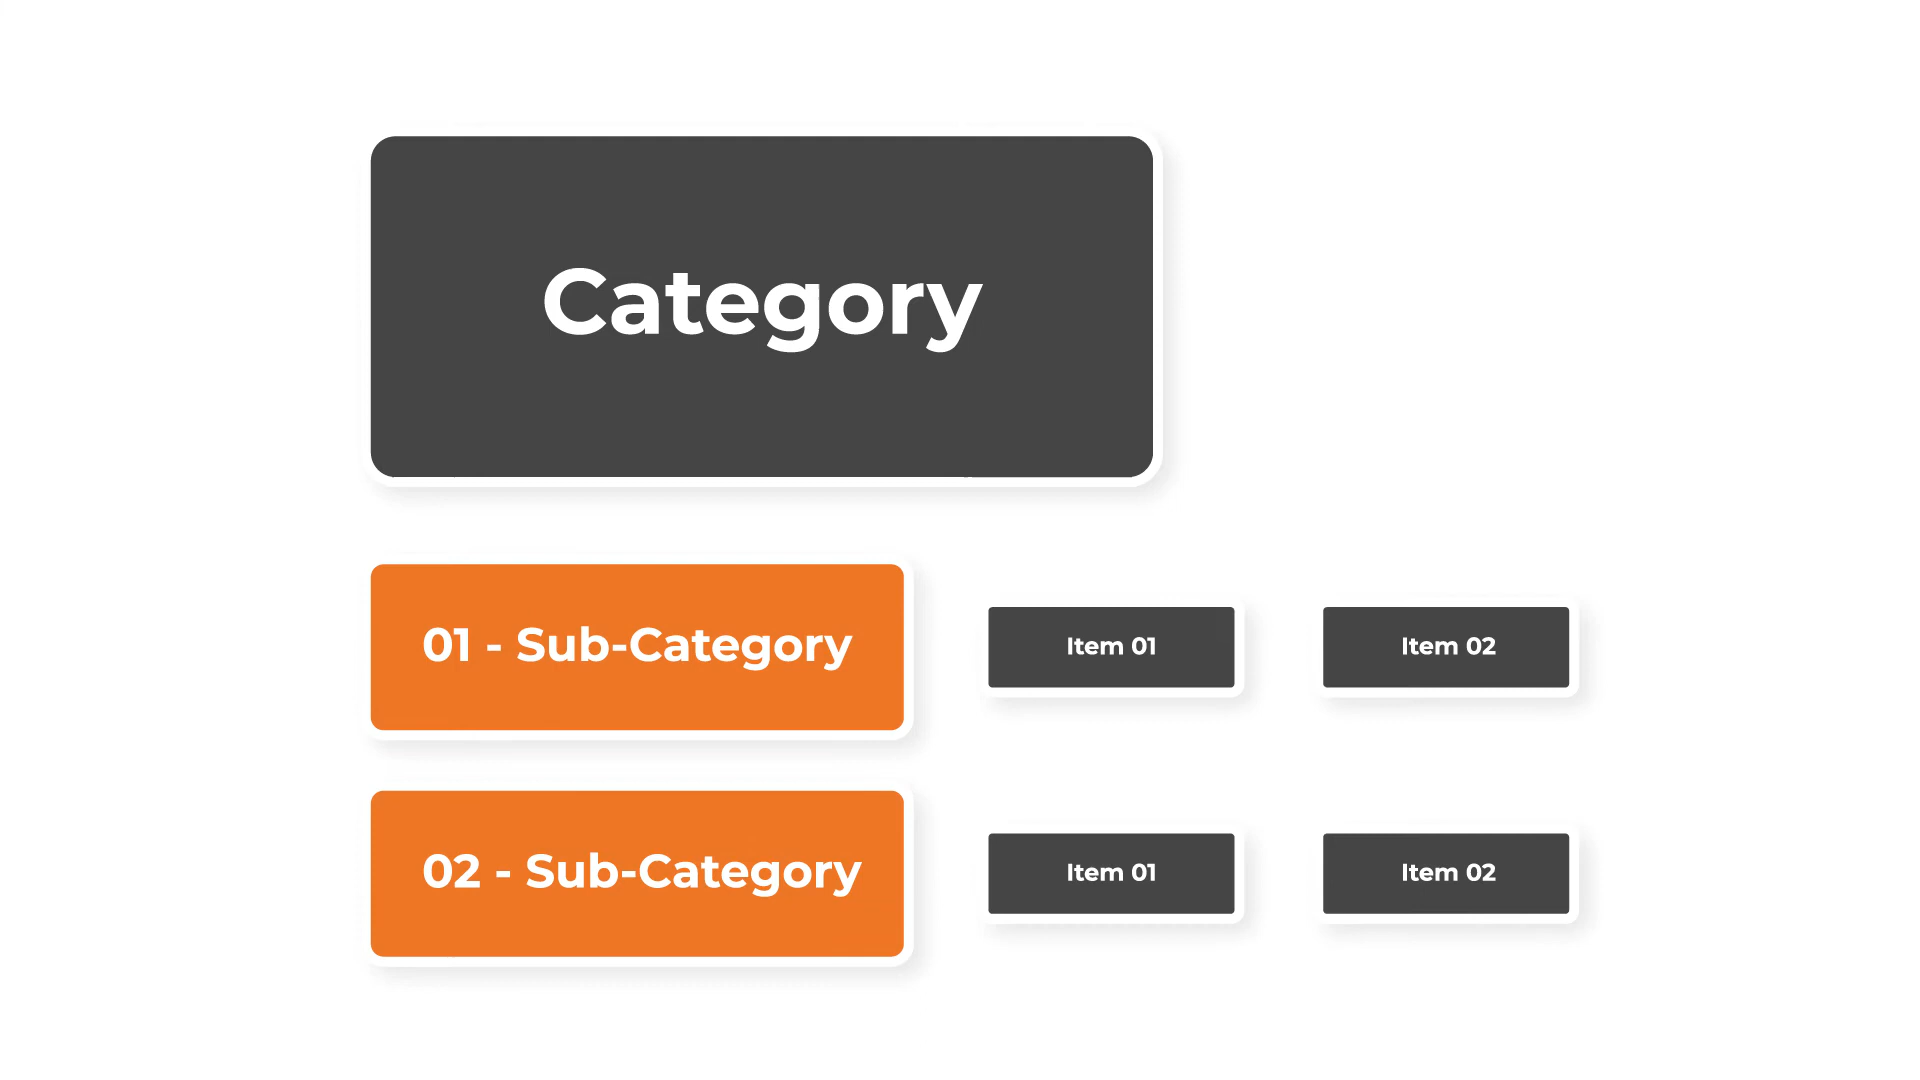 Category
01 - Sub-Category
Item 01
Item 02
02 - Sub-Category
Item 01
Item 02